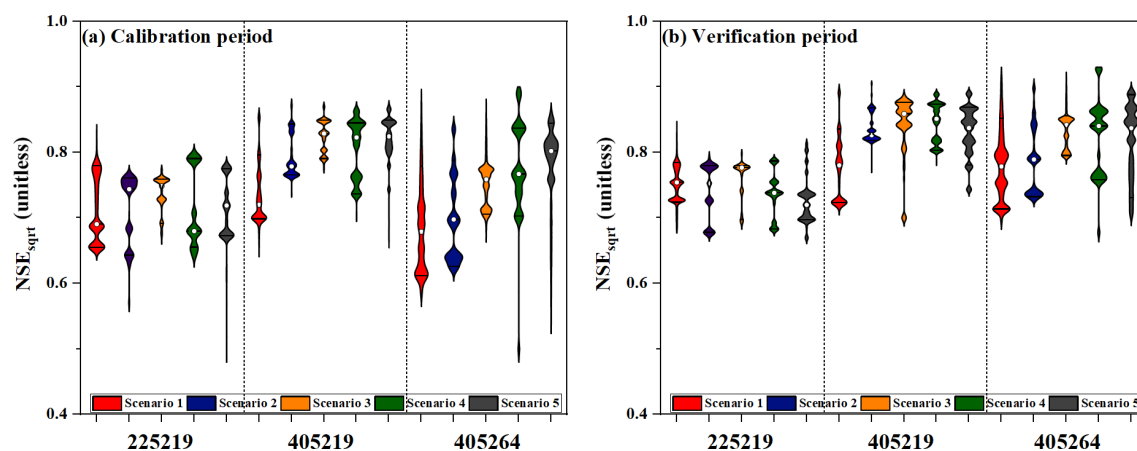 (a) Calibration period
NSEsqrt (unitless)
1.0
0.8
0.6
0.4
Scenario 1 Scenario 2 Scenario 3 Scenario 4 Scenario 5
225219 405219 405264
(b) Verification period
NSEsqrt (unitless)
1.0
0.8
0.6
0.4
Scenario 1 Scenario 2 Scenario 3 Scenario 4 Scenario 5
225219 405219 405264